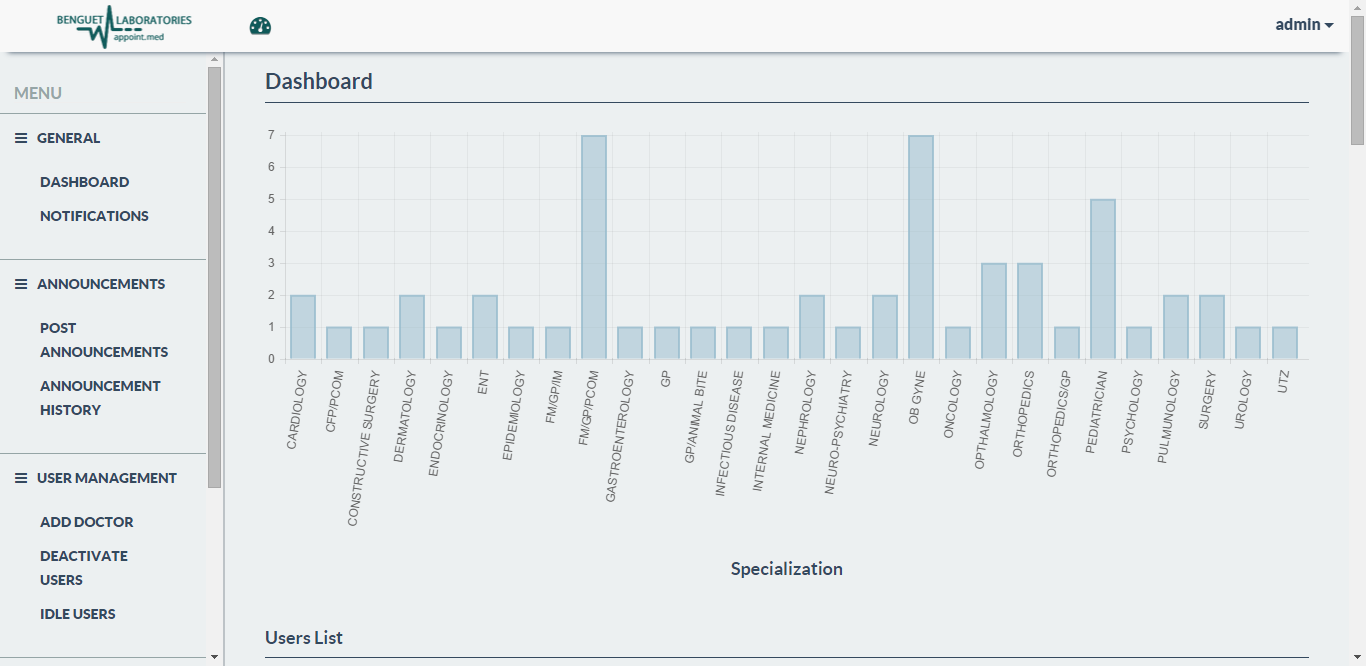 BENGUET LABORATORIES
appoint.med
admin
MENU
GENERAL
DASHBOARD
NOTIFICATIONS
ANNOUNCEMENTS
POST
ANNOUNCEMENTS
ANNOUNCEMENT
HISTORY
USER MANAGEMENT
ADD DOCTOR
DEACTIVATE
USERS
IDLE USERS
Dashboard
7
6
5
4
3
2
1
0
CARDIOLOGY
CFP/PCOM
CONSTRUCTIVE SURGERY
DERMATOLOGY
ENDOCRINOLOGY
ENT
EPIDEMIOLOGY
FM/GP/IM
FM/GP/PCOM
GASTROENTEROLOGY
GP
GP/ANIMAL BITE
INFECTIOUS DISEASE
INTERNAL MEDICINE
NEPHROLOGY
NEURO-PSYCHIATRY
NEUROLOGY
OB GYNE
ONCOLOGY
OPTHALMOLOGY
ORTHOPEDICS
ORTHOPEDICS/GP
PEDIATRICIAN
PSYCHOLOGY
PULMUNOLOGY
SURGERY
UROLOGY
UTZ
Specialization
Users List